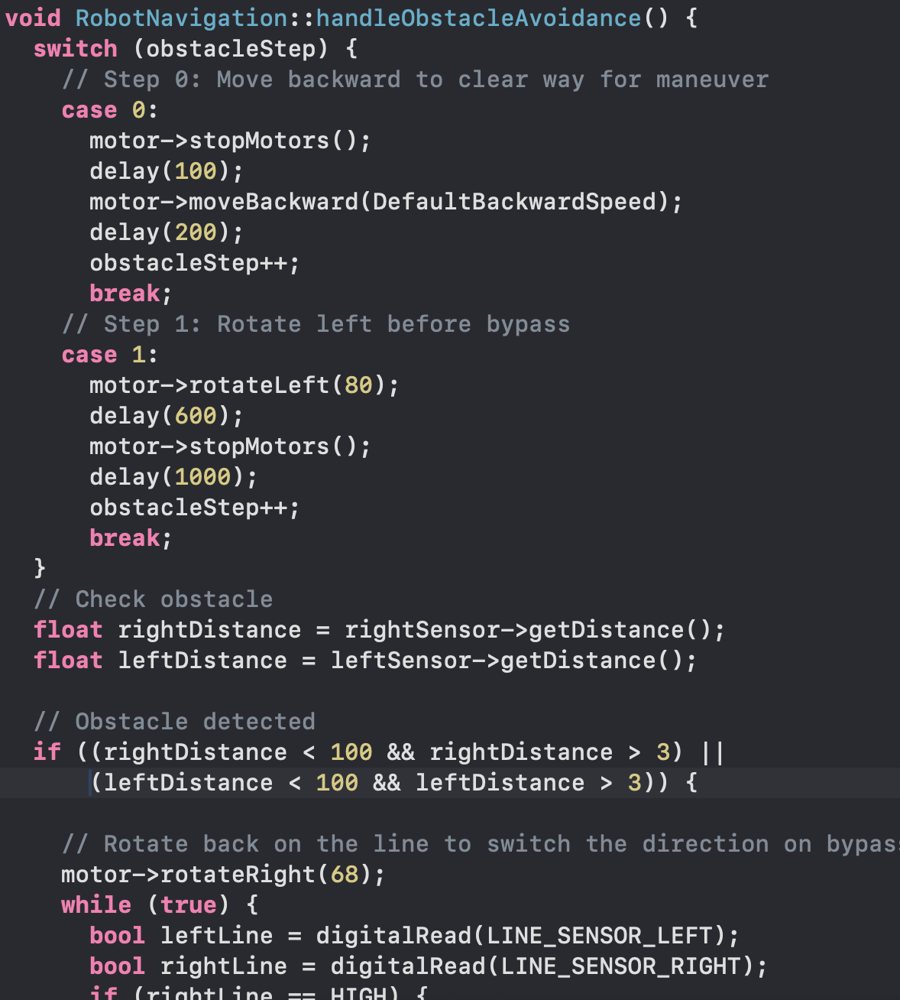 void RobotNavigation::handleObstacleAvoidance() {
  switch (obstacleStep) {
    // Step 0: Move backward to clear way for maneuver
    case 0:
      motor->stopMotors();
      delay(100);
      motor->moveBackward(DefaultBackwardSpeed);
      delay(200);
      obstacleStep++;
      break;
    // Step 1: Rotate left before bypass
    case 1:
      motor->rotateLeft(80);
      delay(600);
      motor->stopMotors();
      delay(1000);
      obstacleStep++;
      break;
  }
  // Check obstacle
  float rightDistance = rightSensor->getDistance();
  float leftDistance = leftSensor->getDistance();

  // Obstacle detected
  if ((rightDistance < 100 && rightDistance > 3) ||
      (leftDistance < 100 && leftDistance > 3)) {

    // Rotate back on the line to switch the direction on bypass
    motor->rotateRight(68);
    while (true) {
      bool leftLine = digitalRead(LINE_SENSOR_LEFT);
      bool rightLine = digitalRead(LINE_SENSOR_RIGHT);
      if (rightLine == HIGH) {